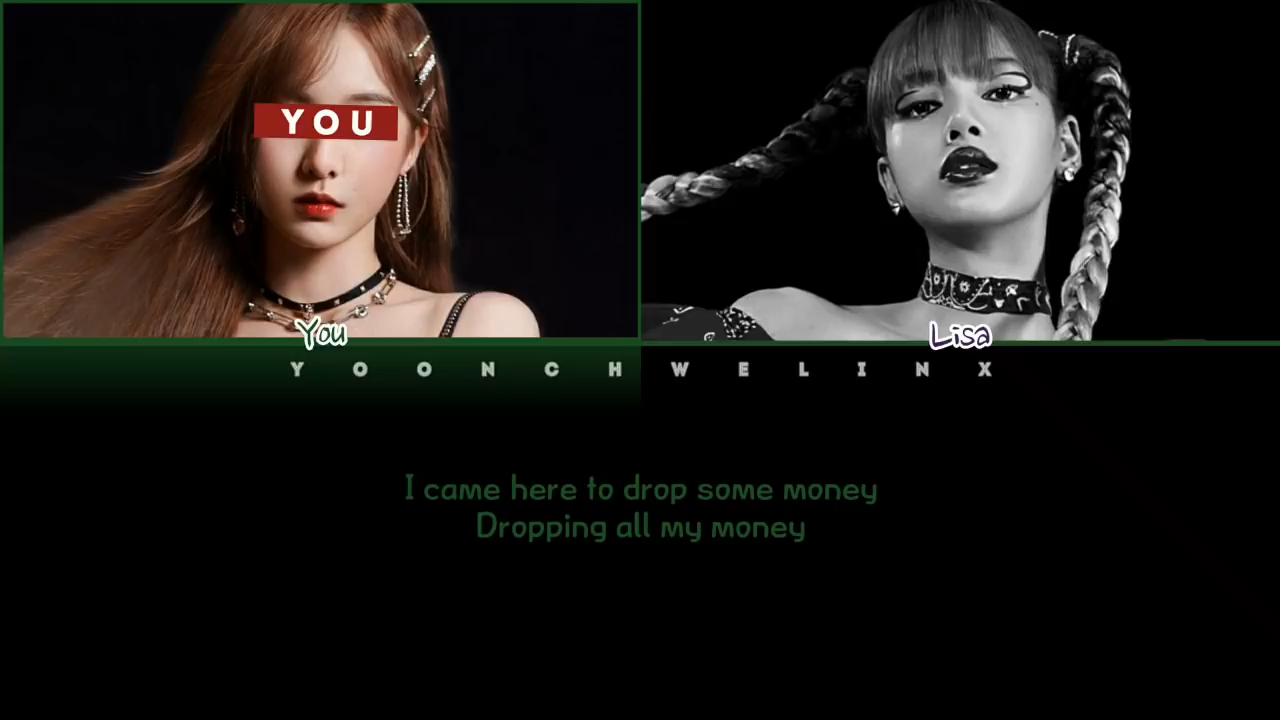 YOU
You
Lisa
Y O O N C H W E L I N X
I came here to drop some money
Dropping all my money